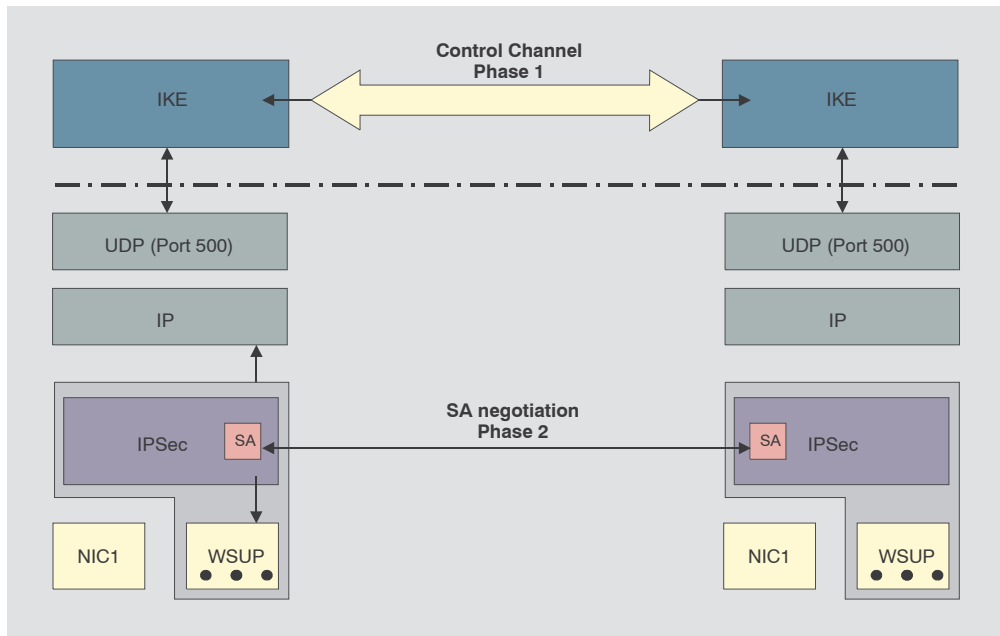 Control Channel
Phase 1
IKE
IKE
UDP (Port 500)
UDP (Port 500)
IP
IP
SA negotiation
Phase 2
IPSec
SA
SA
IPSec
NIC1
WSUP
NIC1
WSUP